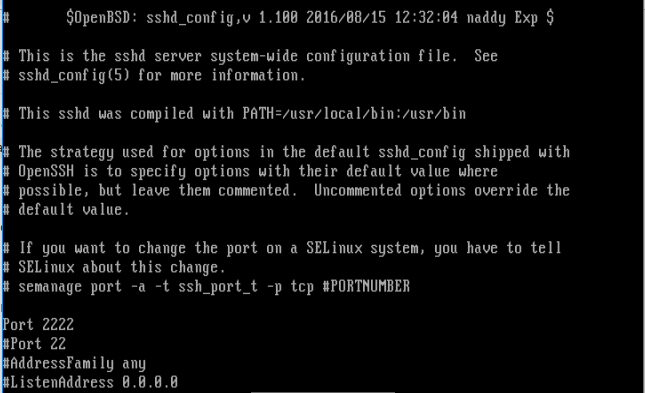 #       $OpenBSD: sshd_config,v 1.100 2016/08/15 12:32:04 naddy Exp $
# This is the sshd server system-wide configuration file.  See
# sshd_config(5) for more information.
# This sshd was compiled with PATH=/usr/local/bin:/usr/bin
# The strategy used for options in the default sshd_config shipped with
# OpenSSH is to specify options with their default value where
# possible, but leave them commented.  Uncommented options override the
# default value.
# If you want to change the port on a SELinux system, you have to tell
# SELinux about this change.
# semanage port -a -t ssh_port_t -p tcp #PORTNUMBER
Port 2222
#Port 22
#AddressFamily any
#ListenAddress 0.0.0.0